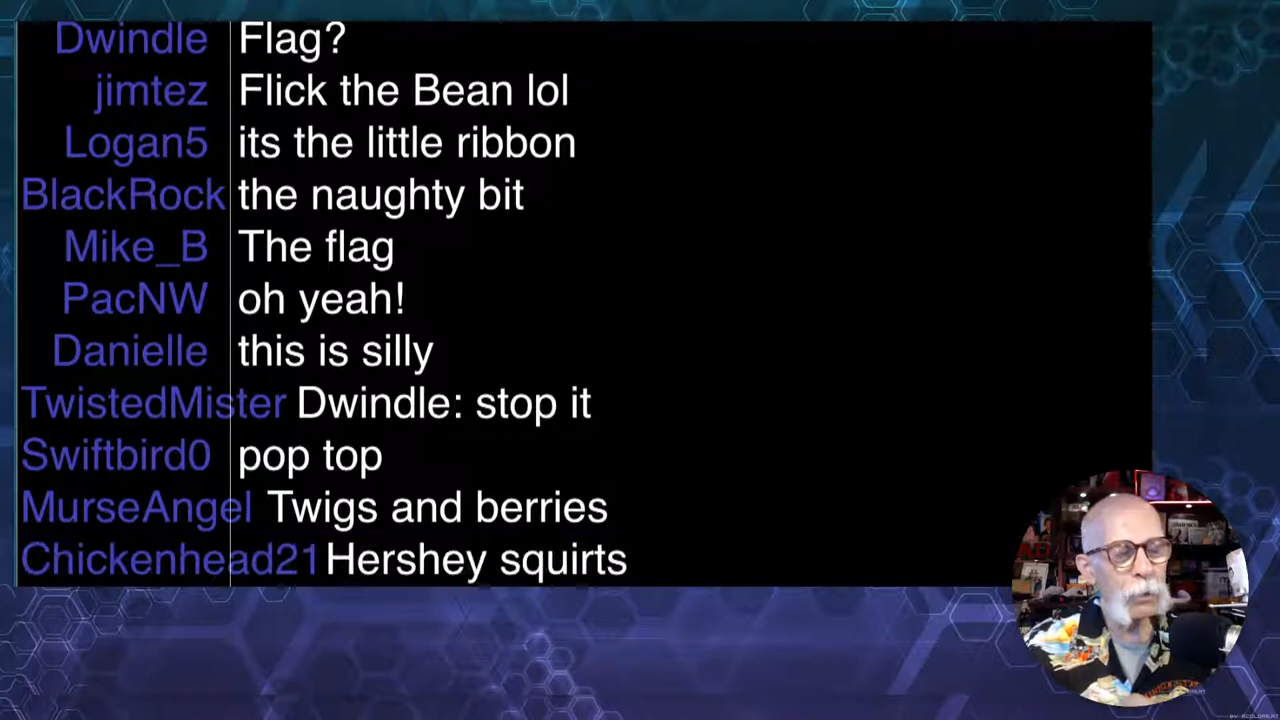 Dwindle Flag?
jimtez Flick the Bean lol
Logan5 its the little ribbon
BlackRock the naughty bit
Mike_B The flag
PacNW oh yeah!
Danielle this is silly
TwistedMister Dwindle: stop it
Swiftbird0 pop top
MurseAngel Twigs and berries
Chickenhead21 Hershey squirts